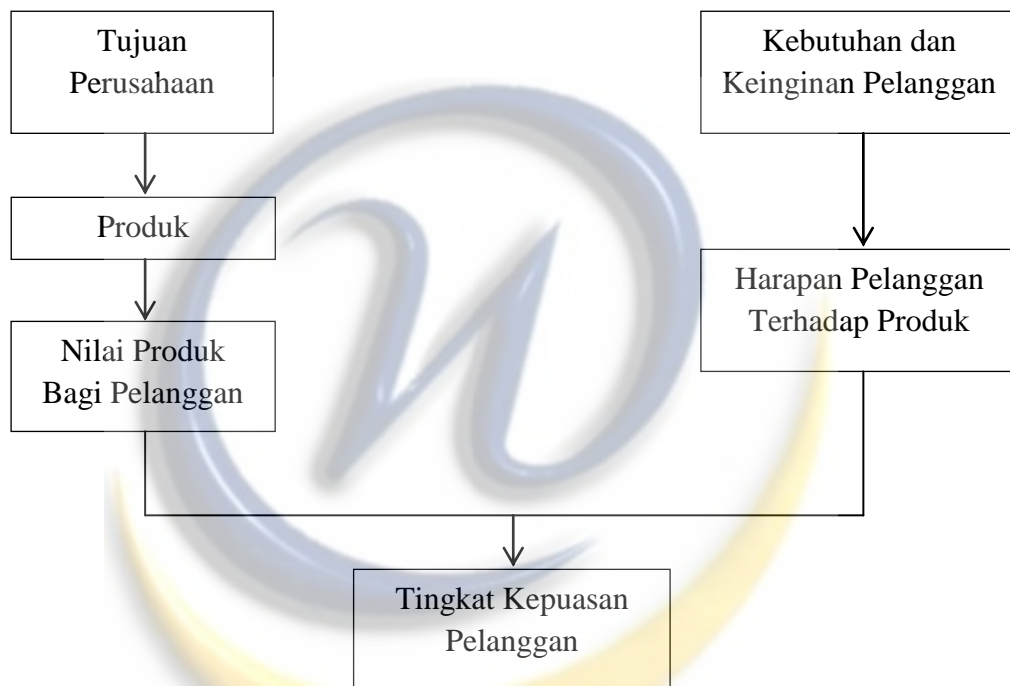 Tujuan
Perusahaan
Produk
Nilai Produk
Bagi Pelanggan
Kebutuhan dan
Keinginan Pelanggan
Harapan Pelanggan
Terhadap Produk
Tingkat Kepuasan
Pelanggan